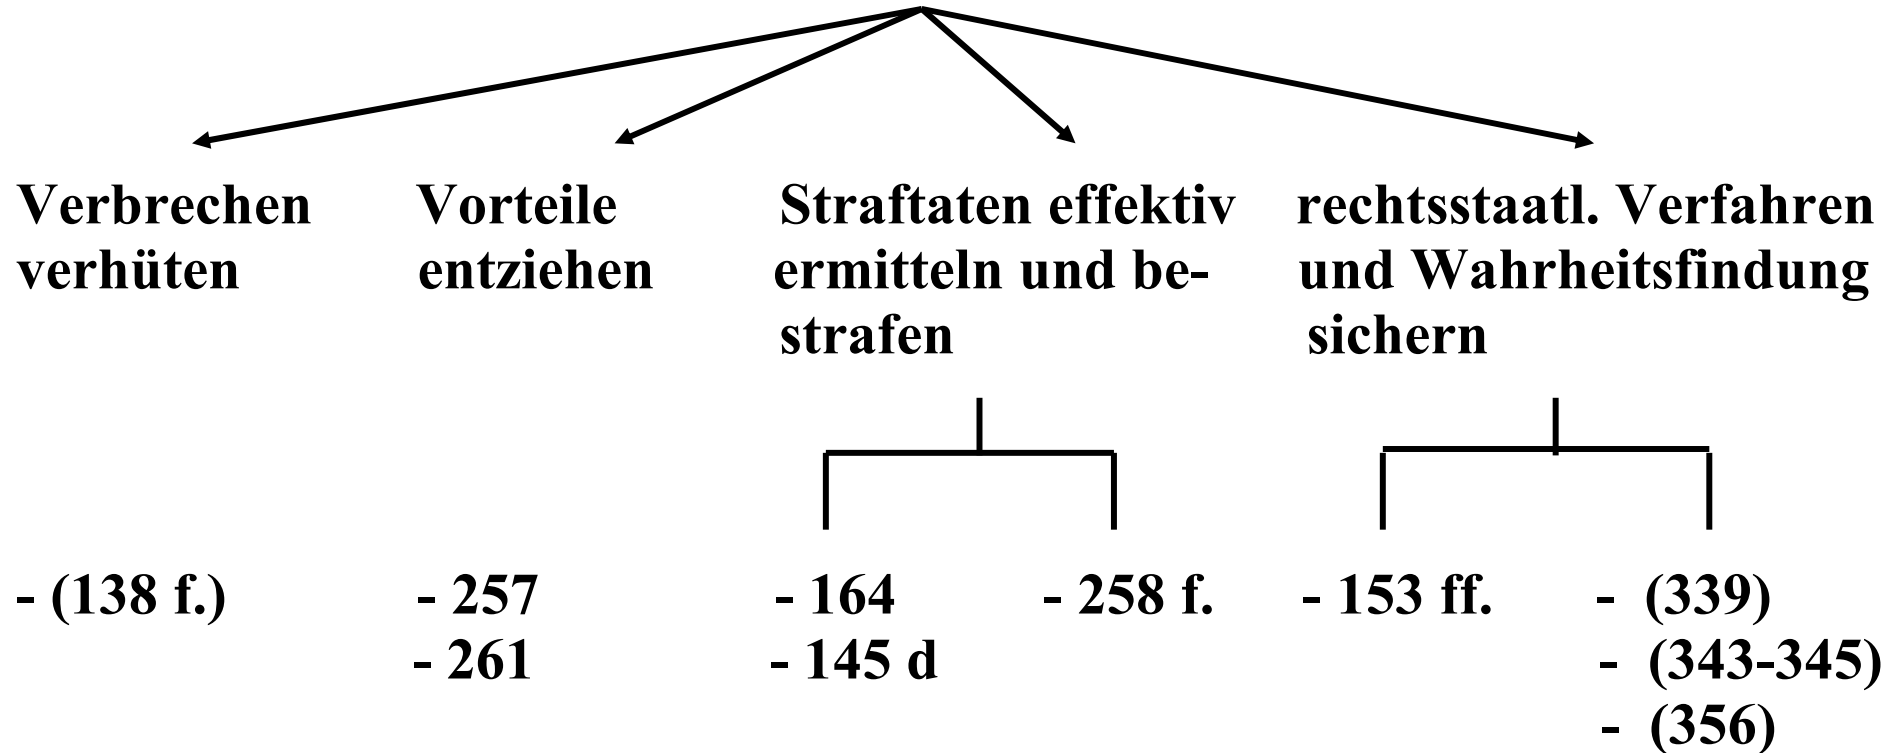 Verbrechen
verhüten
Vorteile
entziehen
Straftaten effektiv
ermitteln und be-
strafen
rechtsstaatl. Verfahren
und Wahrheitsfindung
sichern
- (138 f.)
- 257
- 261
- 164
- 145 d
- 258 f.
- 153 ff.
- (339)
- (343-345)
- (356)